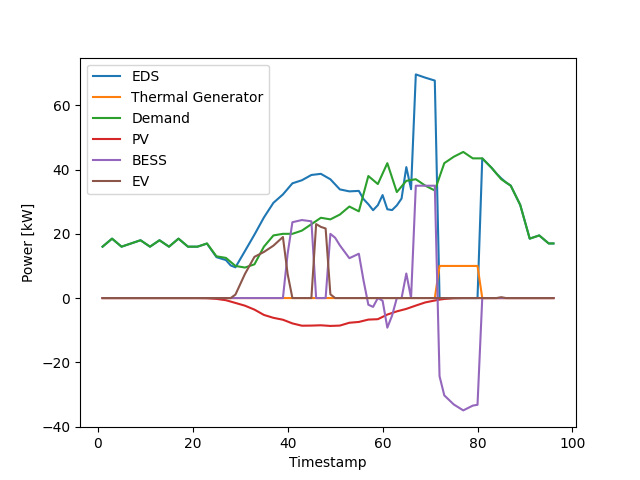 EDS
Thermal Generator
Demand
PV
BESS
EV
Power [kW]
60
40
20
0
−20
−40
0 20 40 60 80 100
Timestamp